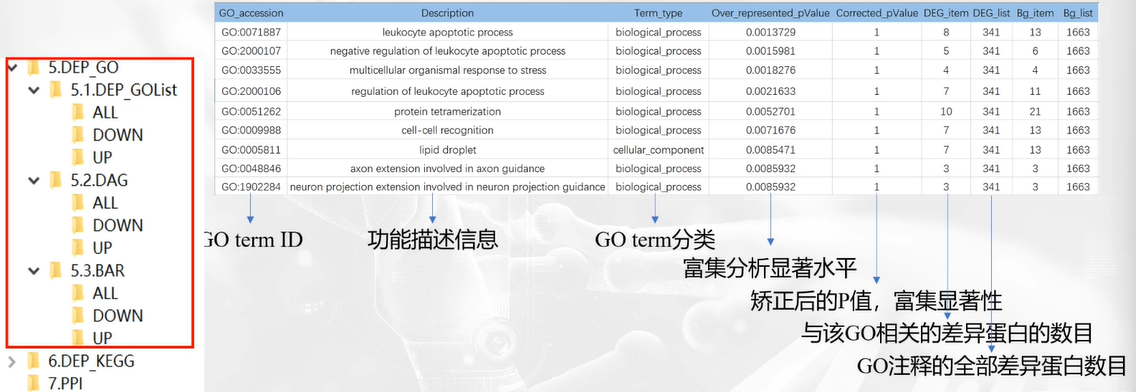 5.DEP_GO
5.1.DEP_GOList
ALL
DOWN
UP
5.2.DAG
ALL
DOWN
UP
5.3.BAR
ALL
DOWN
UP
6.DEP_KEGG
7.PPI
GO_accession Description Term_type Over_represented_pValue Corrected_pValue DEG_item DEG_list Bg_item Bg_list
GO:0071887 leukocyte apoptotic process biological_process 0.0013729 1 8 341 13 1663
GO:2000107 negative regulation of leukocyte apoptotic process biological_process 0.0015981 1 5 341 6 1663
GO:0033555 multicellular organismal response to stress biological_process 0.0018276 1 4 341 4 1663
GO:2000106 regulation of leukocyte apoptotic process biological_process 0.0021633 1 7 341 11 1663
GO:0051262 protein tetramerization biological_process 0.0052701 1 10 341 21 1663
GO:0009988 cell-cell recognition biological_process 0.0071676 1 7 341 13 1663
GO:0005811 lipid droplet cellular_component 0.0085471 1 7 341 13 1663
GO:0048846 axon extension involved in axon guidance biological_process 0.0085932 1 3 341 3 1663
GO:1902284 neuron projection extension involved in neuron projection guidance biological_process 0.0085932 1 3 341 3 1663
GO term ID 功能描述信息 GO term分类
富集分析显著水平
矫正后的P值，富集显著性
与该GO相关的差异蛋白的数目
GO注释的全部差异蛋白数目